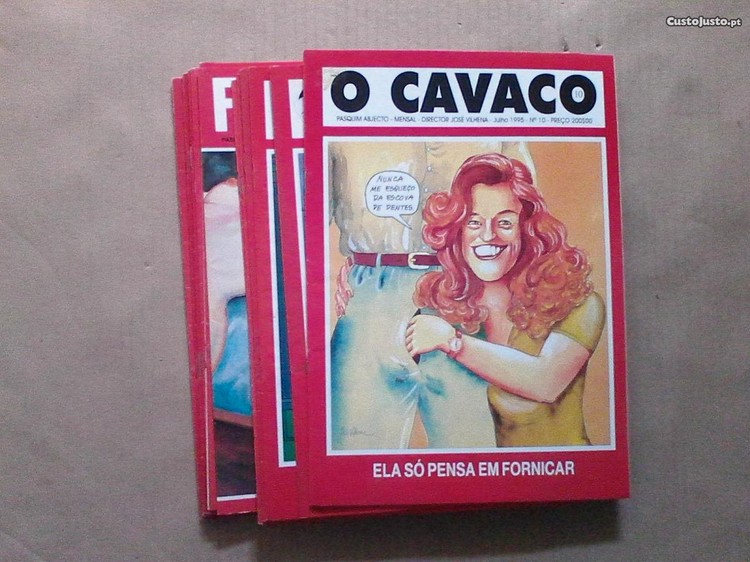 CustoJusto.pt
O CAVACO
10
PASQUIM ABJECTO - MENSAL - DIRECTOR JOSÉ VILHENA - Julho 1995 - Nº 10 - PREÇO 200$00
NUNCA
ME ESQUEÇO
DA ESCOVA
DE DENTES
ELA SÓ PENSA EM FORNICAR